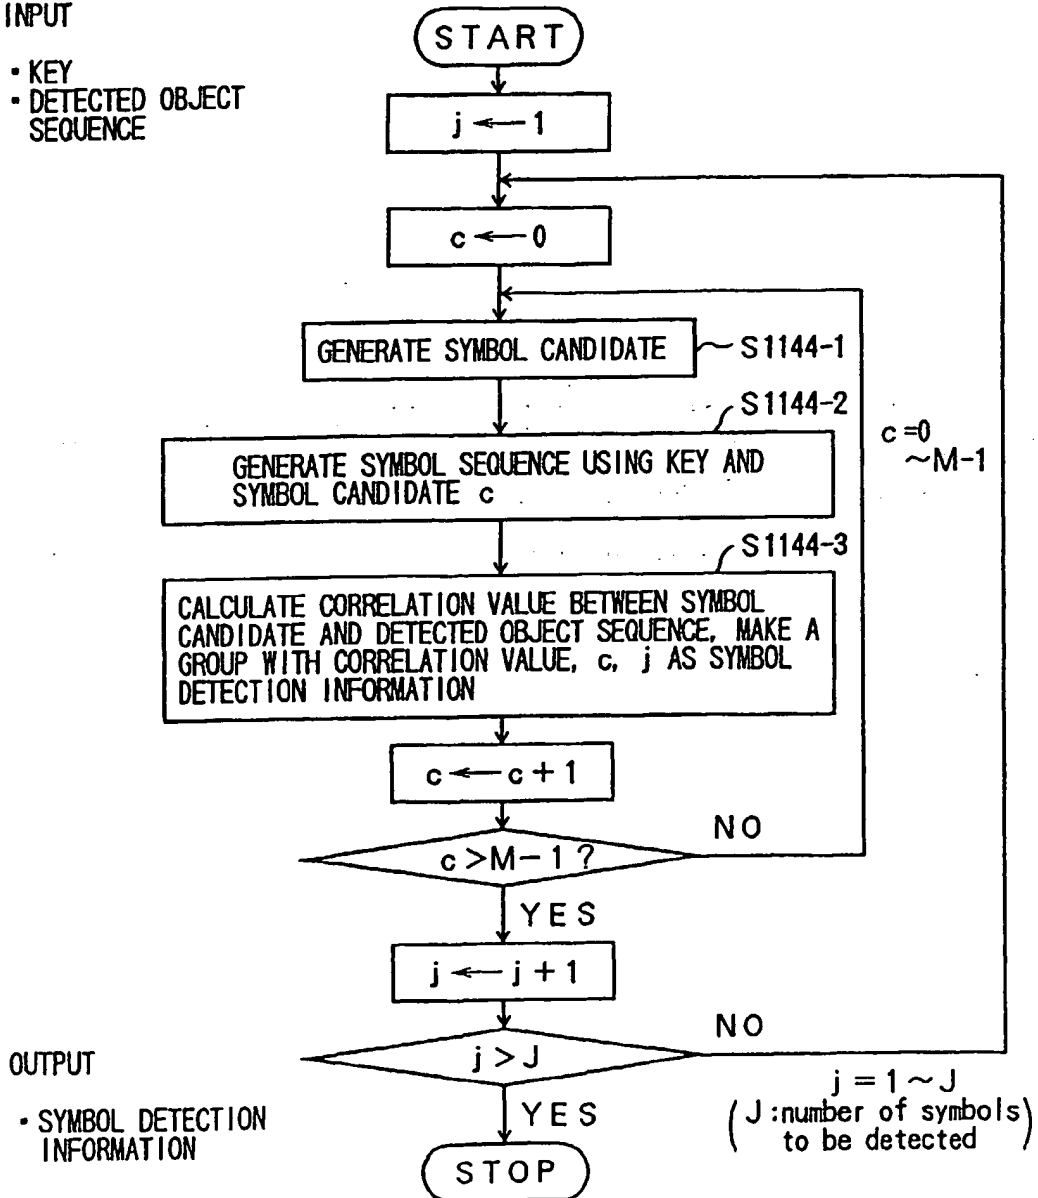 INPUT
・KEY
・DETECTED OBJECT
SEQUENCE
START
j ← 1
c ← 0
GENERATE SYMBOL CANDIDATE
S1144-1
S1144-2
GENERATE SYMBOL SEQUENCE USING KEY AND
SYMBOL CANDIDATE c
c=0
~M-1
S1144-3
CALCULATE CORRELATION VALUE BETWEEN SYMBOL
CANDIDATE AND DETECTED OBJECT SEQUENCE, MAKE A
GROUP WITH CORRELATION VALUE, c, j AS SYMBOL
DETECTION INFORMATION
c ← c + 1
c > M - 1 ?
NO
YES
j ← j + 1
j > J
NO
YES
j = 1 ~ J
(J:number of symbols
to be detected)
STOP
OUTPUT
・SYMBOL DETECTION
INFORMATION